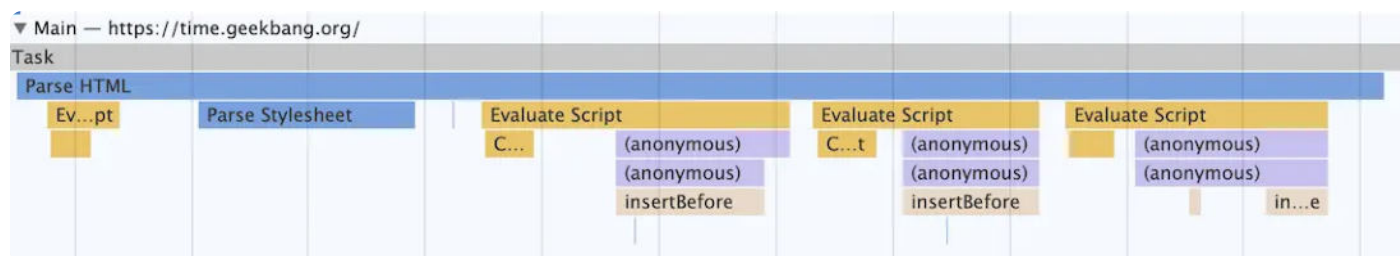 ▼ Main — https://time.geekbang.org/
Task
Parse HTML
Ev...pt Parse Stylesheet Evaluate Script Evaluate Script Evaluate Script
C... (anonymous) C...t (anonymous) (anonymous)
(anonymous) (anonymous) (anonymous)
insertBefore insertBefore in...e